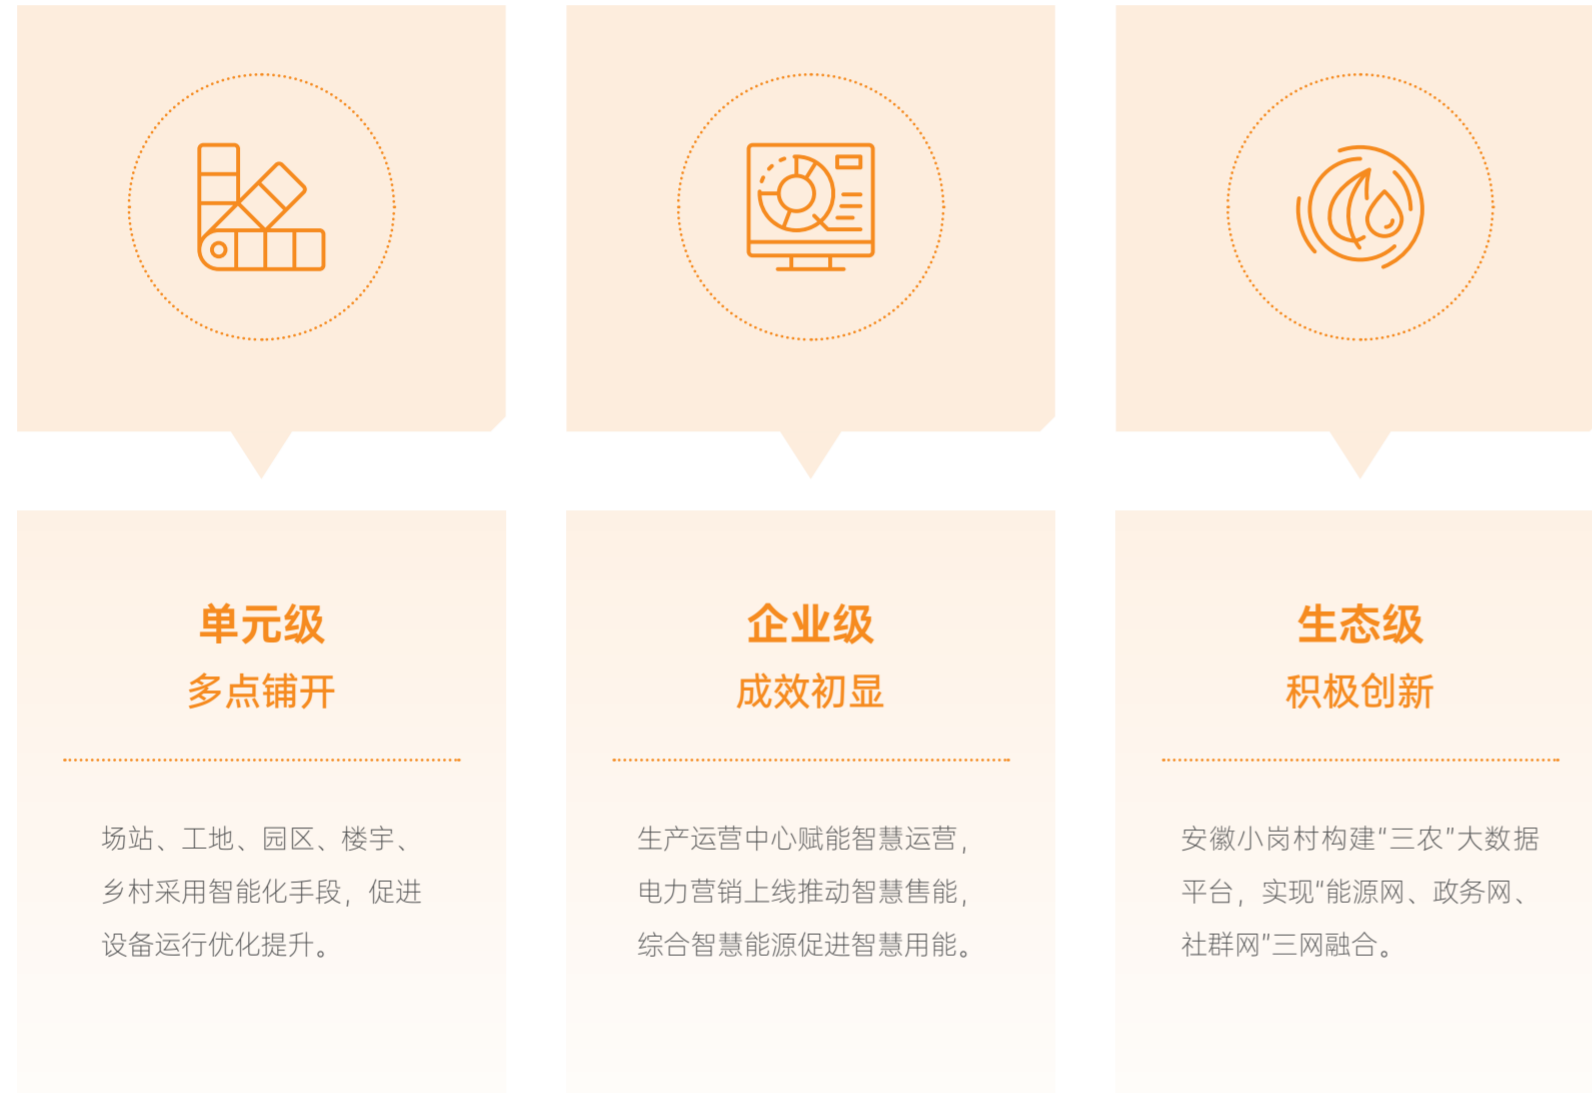 单元级
多点铺开
场站、工地、园区、楼宇、
乡村采用智能化手段，促进
设备运行优化提升。
企业级
成效初显
生产运营中心赋能智慧运营，
电力营销上线推动智慧售能，
综合智慧能源促进智慧用能。
生态级
积极创新
安徽小岗村构建“三农”大数据
平台，实现“能源网、政务网、
社群网”三网融合。